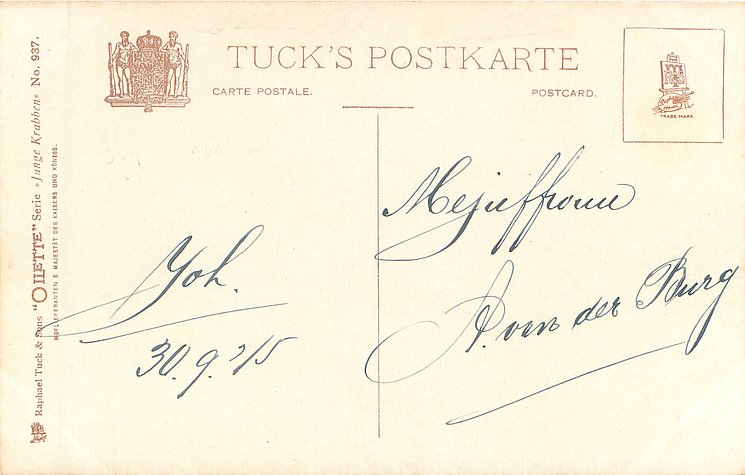 TUCK'S POSTKARTE
CARTE POSTALE.
POSTCARD.
TRADE MARK.
Raphael Tuck & Sons "OILETTE" Serie »Junge Krabben« No. 937.
HOFLIEFERANTEN S. MAJESTÄT DES KAISERS UND KÖNIGS.
Joh.
30.9.'15
Mejuffrouw
A. van der Burg